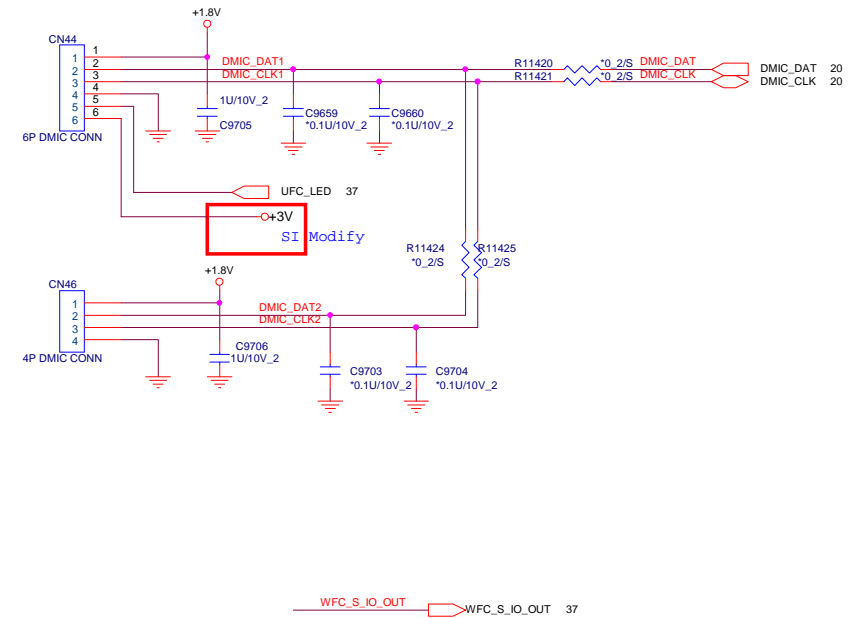 +1.8V
CN44
1
1
2
2
3
3
4
4
5
5
6
6
6P DMIC CONN
DMIC_DAT1
DMIC_CLK1
1U/10V_2
C9705
C9659
*0.1U/10V_2
C9660
*0.1U/10V_2
R11420
*0_2/S
DMIC_DAT
DMIC_DAT 20
R11421
*0_2/S
DMIC_CLK
DMIC_CLK 20
UFC_LED 37
+3V
SI Modify
R11424
*0_2/S
R11425
*0_2/S
+1.8V
CN46
1
2
3
4
4P DMIC CONN
DMIC_DAT2
DMIC_CLK2
C9706
1U/10V_2
C9703
*0.1U/10V_2
C9704
*0.1U/10V_2
WFC_S_IO_OUT
WFC_S_IO_OUT 37